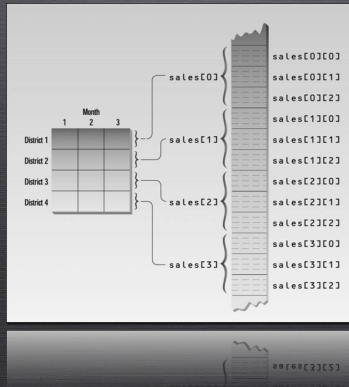 Month
1 2 3
District 1
District 2
District 3
District 4
sales[0]
sales[1]
sales[2]
sales[3]
sales[0][0]
sales[0][1]
sales[0][2]
sales[1][0]
sales[1][1]
sales[1][2]
sales[2][0]
sales[2][1]
sales[2][2]
sales[3][0]
sales[3][1]
sales[3][2]